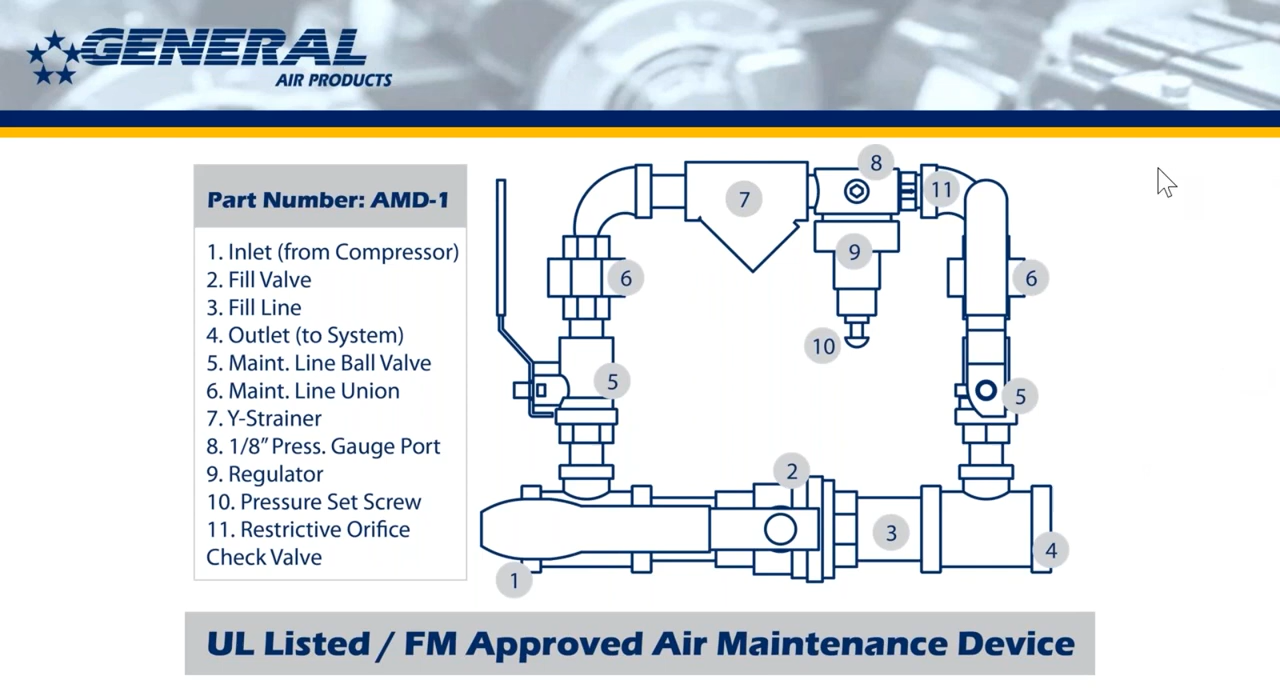 GENERAL
AIR PRODUCTS
Part Number: AMD-1
1. Inlet (from Compressor)
2. Fill Valve
3. Fill Line
4. Outlet (to System)
5. Maint. Line Ball Valve
6. Maint. Line Union
7. Y-Strainer
8. 1/8” Press. Gauge Port
9. Regulator
10. Pressure Set Screw
11. Restrictive Orifice
Check Valve
8
7
11
9
6
6
10
5
5
2
3
4
1
UL Listed / FM Approved Air Maintenance Device